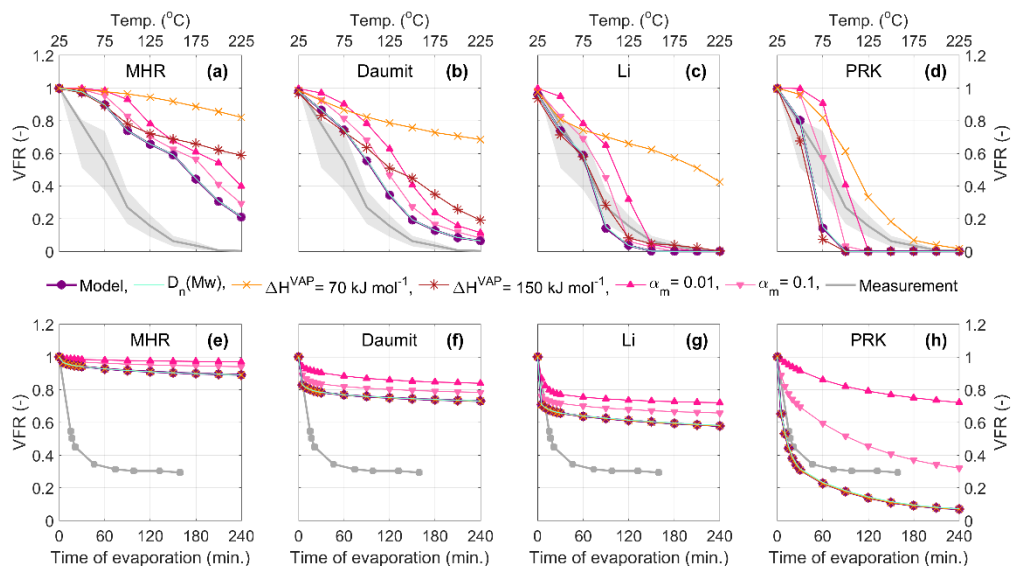 Temp. (°C) Temp. (°C) Temp. (°C) Temp. (°C)
25 75 125 175 225 25 75 125 175 225 25 75 125 175 225 25 75 125 175 225
MHR (a) Daumit (b) Li (c) PRK (d)
VFR (-)
1.2
1
0.8
0.6
0.4
0.2
0
1.2
1
0.8
0.6
0.4
0.2
0
VFR (-)
Model, D_n(Mw), ΔH^VAP = 70 kJ mol^-1, ΔH^VAP = 150 kJ mol^-1, α_m = 0.01, α_m = 0.1, Measurement
MHR (e) Daumit (f) Li (g) PRK (h)
VFR (-)
1.2
1
0.8
0.6
0.4
0.2
0
1.2
1
0.8
0.6
0.4
0.2
0
VFR (-)
0 60 120 180 240 0 60 120 180 240 0 60 120 180 240 0 60 120 180 240
Time of evaporation (min.) Time of evaporation (min.) Time of evaporation (min.) Time of evaporation (min.)